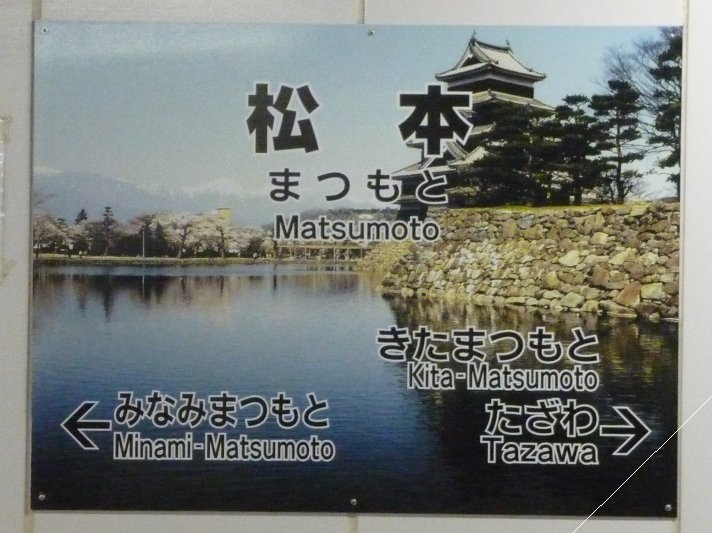 松本
まつもと
Matsumoto
きたまつもと
Kita-Matsumoto
← みなみまつもと
Minami-Matsumoto
たざわ →
Tazawa